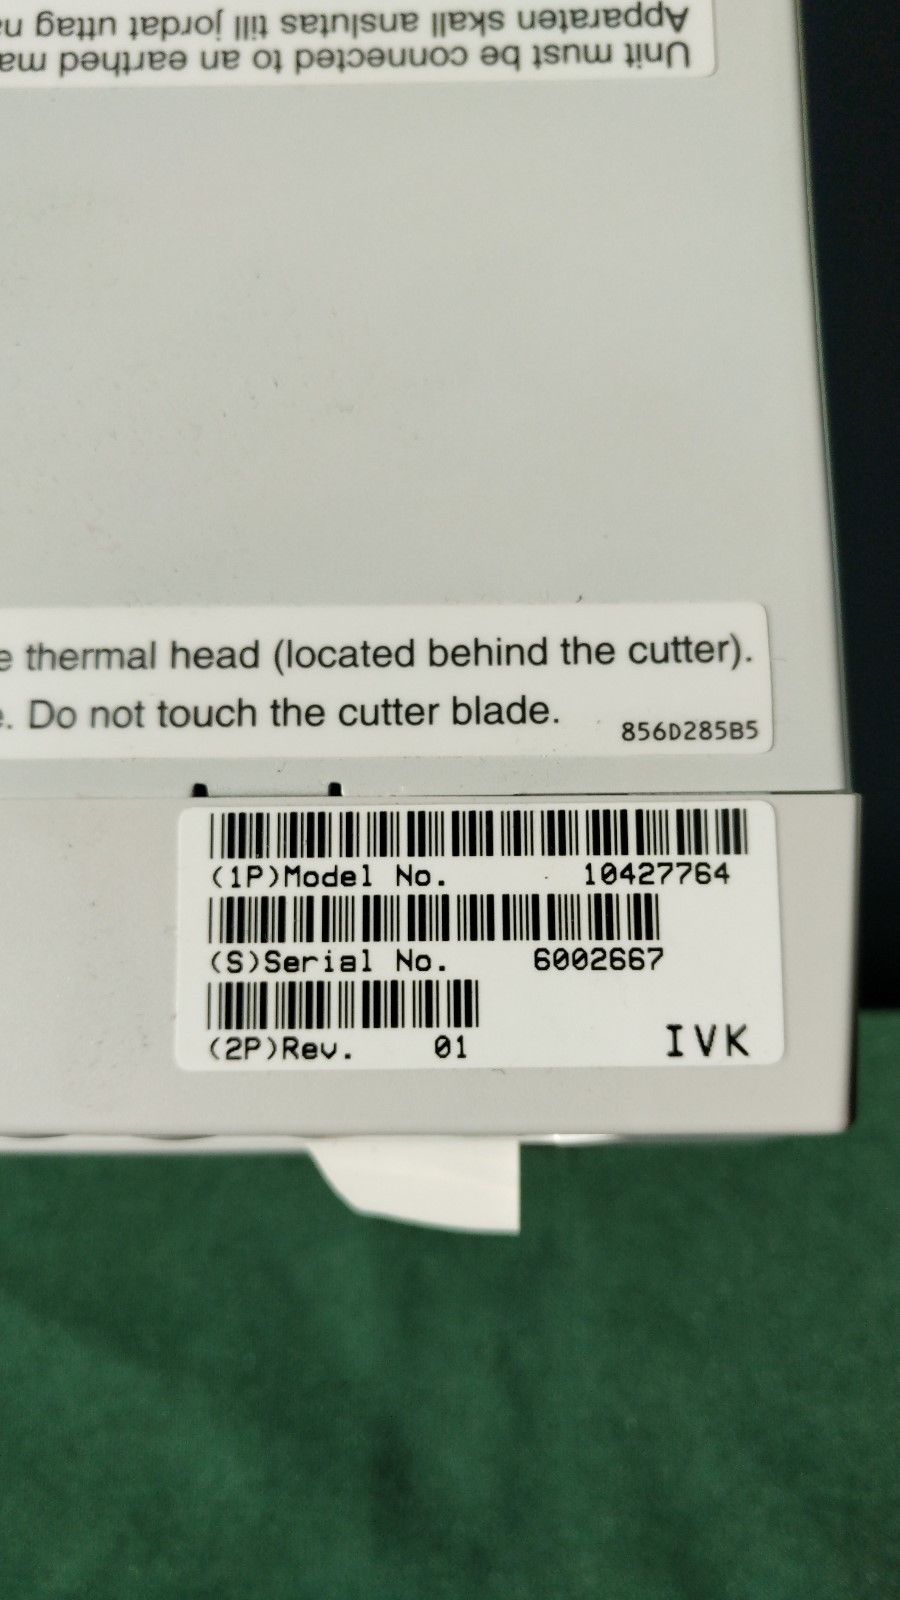 Apparaten skall anslutas till jordat uttag
Unit must be connected to an earthed
thermal head (located behind the cutter).
Do not touch the cutter blade.
856D285B5
(1P)Model No. 10427764
(S)Serial No. 6002667
(2P)Rev. 01
IVK